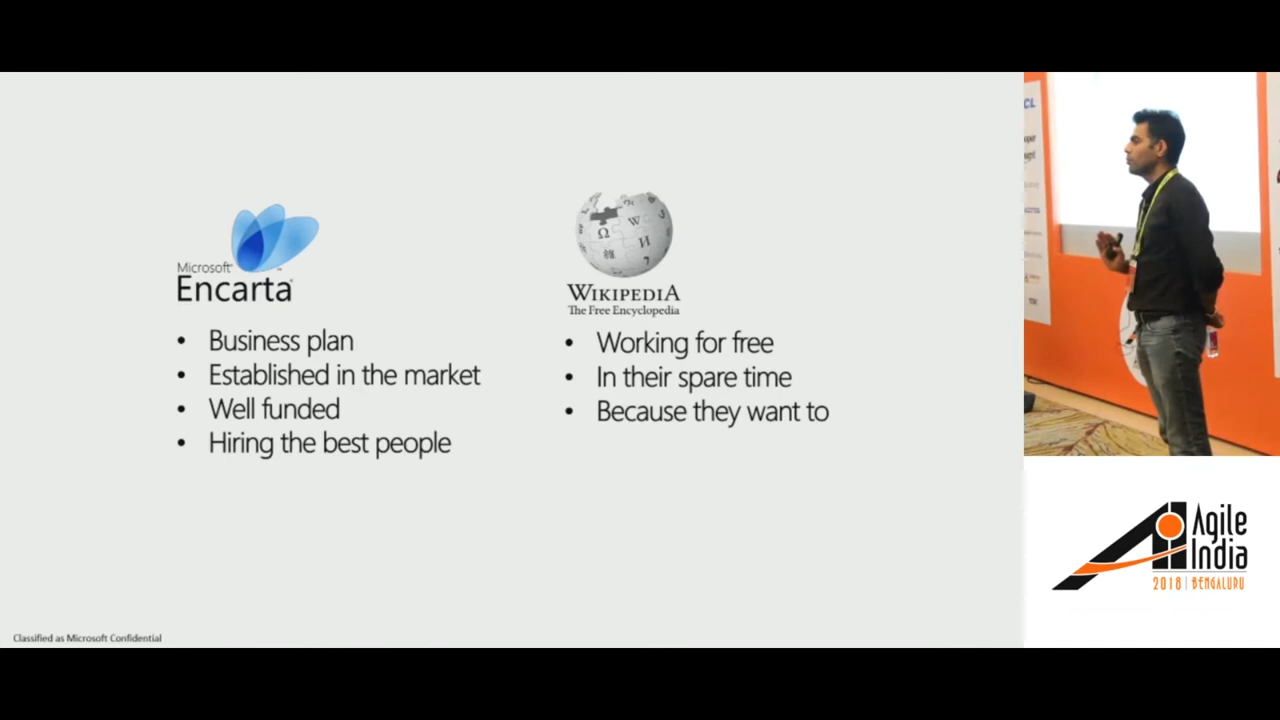 Microsoft
Encarta
• Business plan
• Established in the market
• Well funded
• Hiring the best people
WIKIPEDIA
The Free Encyclopedia
• Working for free
• In their spare time
• Because they want to
Classified as Microsoft Confidential
Agile
India
2018 | BENGALURU